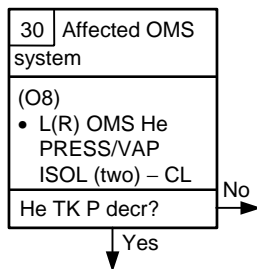 30 Affected OMS
system
(O8)
• L(R) OMS He
PRESS/VAP
ISOL (two) – CL
He TK P decr?
No
Yes